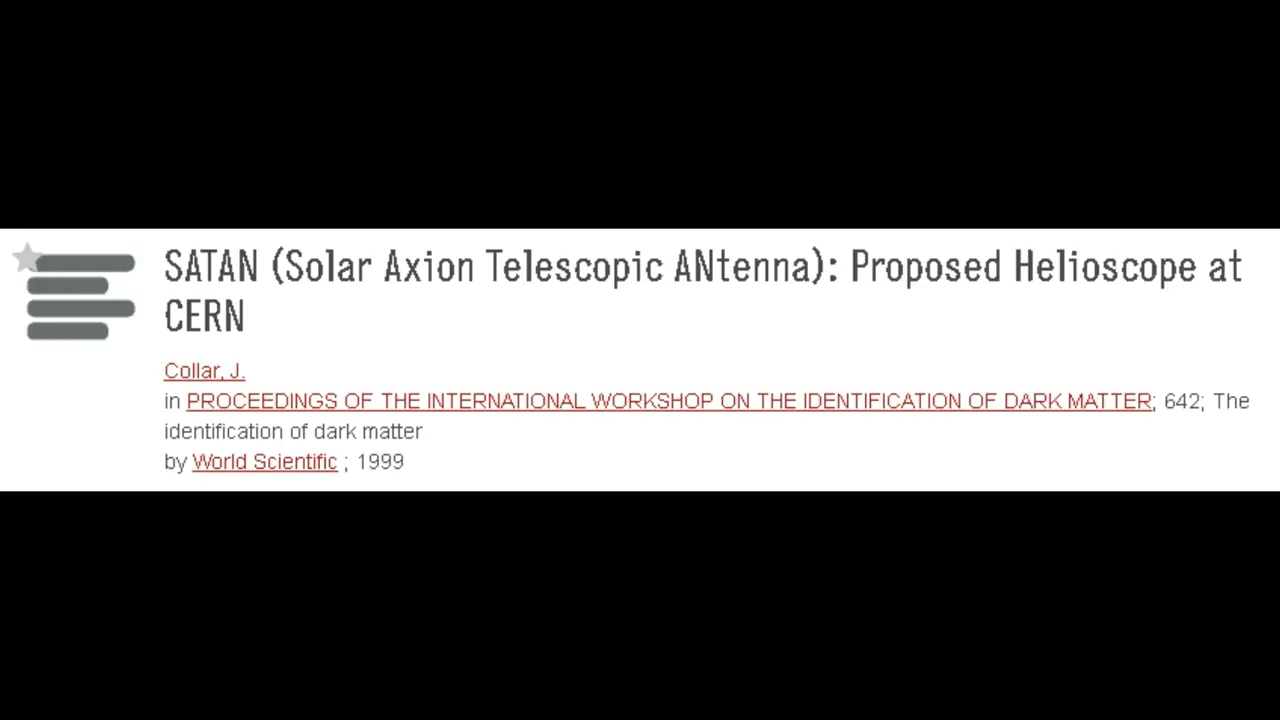 SATAN (Solar Axion Telescopic ANtenna): Proposed Helioscope at
CERN
Collar, J.
in PROCEEDINGS OF THE INTERNATIONAL WORKSHOP ON THE IDENTIFICATION OF DARK MATTER; 642; The
identification of dark matter
by World Scientific ; 1999